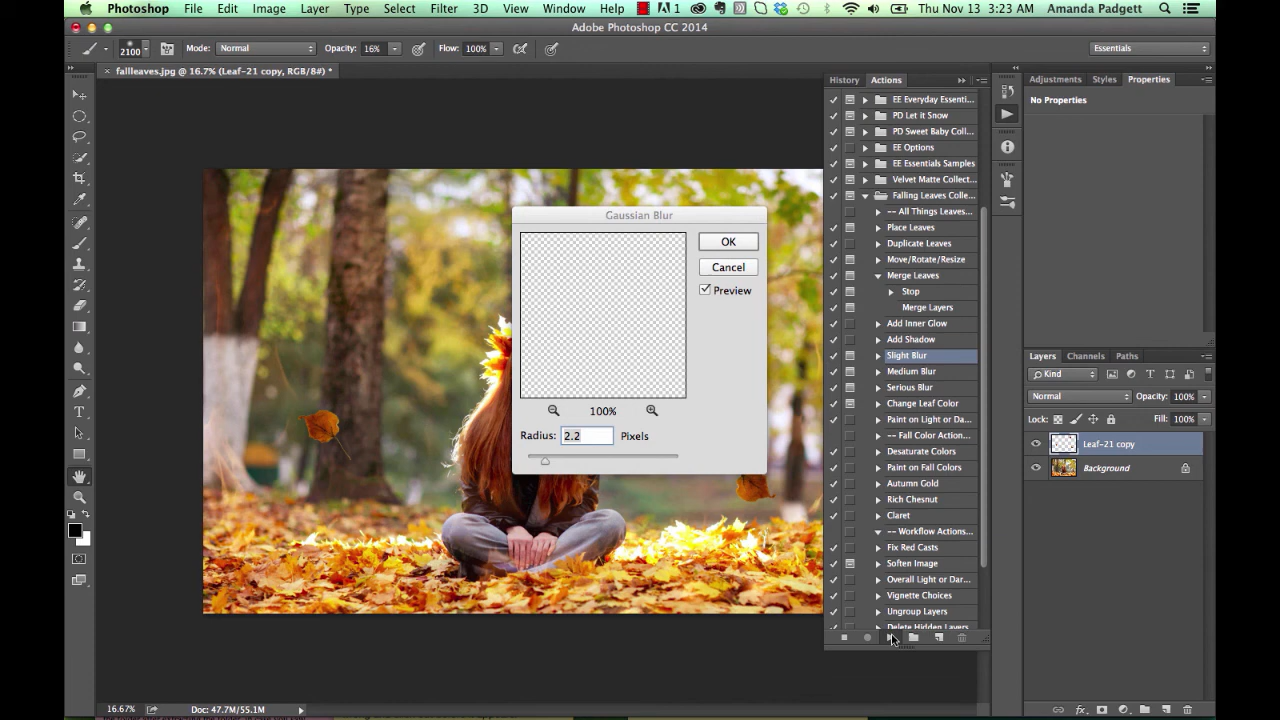 Photoshop File Edit Image Layer Type Select Filter 3D View Window Help 1 Thu Nov 13 3:23 AM Amanda Padgett
Adobe Photoshop CC 2014
2100 Mode: Normal Opacity: 16% Flow: 100% Essentials
× fallleaves.jpg @ 16.7% (Leaf-21 copy, RGB/8#) *
History Actions
Adjustments Styles Properties
No Properties
EE Everyday Essenti...
PD Let it Snow
PD Sweet Baby Coll...
EE Options
EE Essentials Samples
Velvet Matte Collect...
Falling Leaves Colle...
-- All Things Leaves...
Place Leaves
Duplicate Leaves
Move/Rotate/Resize
Merge Leaves
Stop
Merge Layers
Add Inner Glow
Add Shadow
Slight Blur
Medium Blur
Serious Blur
Change Leaf Color
Paint on Light or Da...
-- Fall Color Action...
Desaturate Colors
Paint on Fall Colors
Autumn Gold
Rich Chesnut
Claret
-- Workflow Actions...
Fix Red Casts
Soften Image
Overall Light or Dar...
Vignette Choices
Ungroup Layers
Delete Hidden Layers
Gaussian Blur
OK
Cancel
Preview
100%
Radius: 2.2 Pixels
Layers Channels Paths
Kind
Normal Opacity: 100%
Lock: Fill: 100%
Leaf-21 copy
Background
fx
16.67% Doc: 47.7M/55.1M